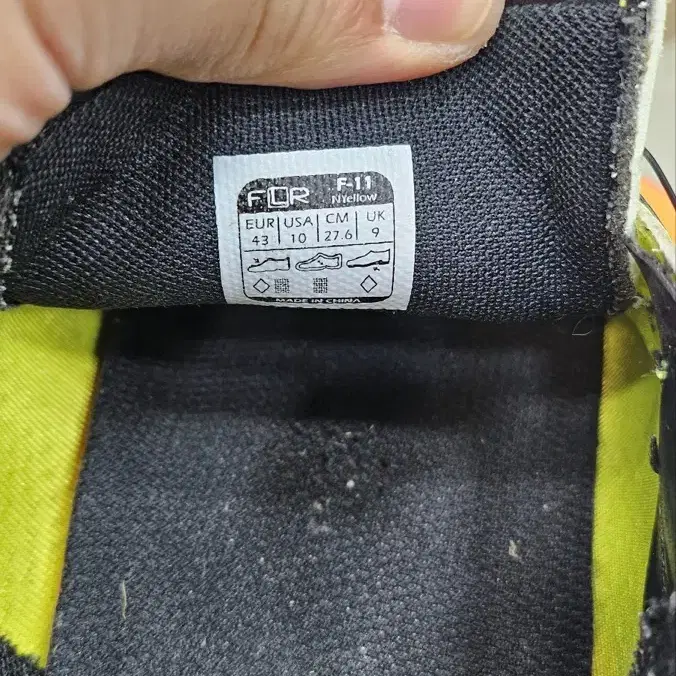 FLR F-11
NYellow
EUR USA CM UK
43 10 27.6 9
MADE IN CHINA